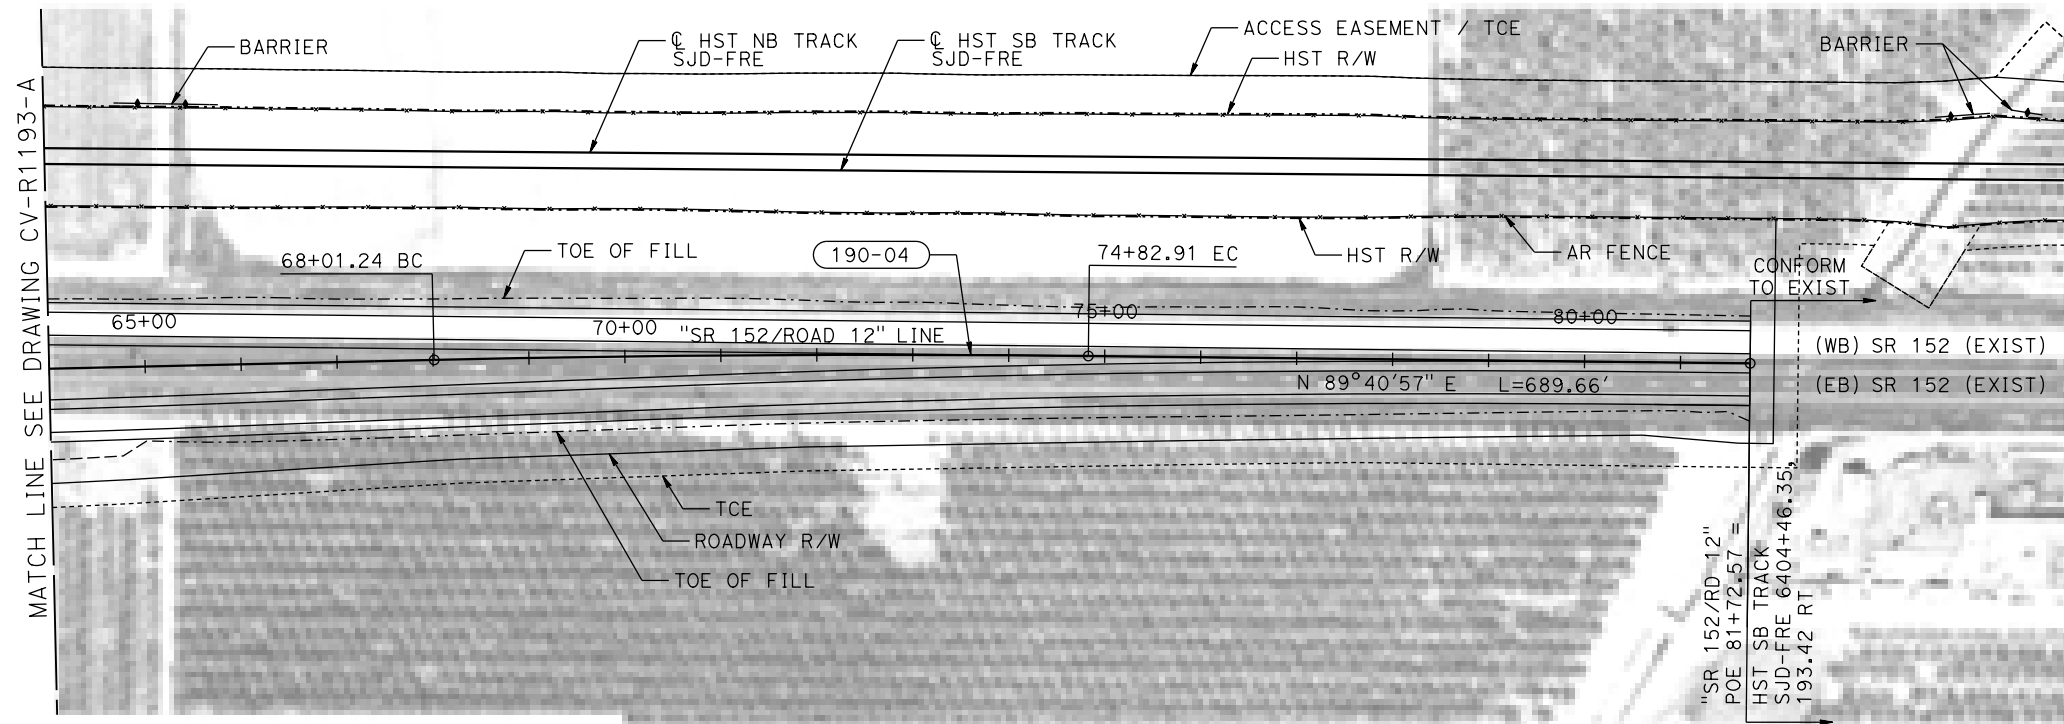 BARRIER
℄ HST NB TRACK
SJD-FRE
℄ HST SB TRACK
SJD-FRE
ACCESS EASEMENT / TCE
HST R/W
BARRIER
MATCH LINE SEE DRAWING CV-R1193-A
TOE OF FILL
68+01.24 BC
190-04
74+82.91 EC
HST R/W
AR FENCE
CONFORM
TO EXIST
65+00
70+00
"SR 152/ROAD 12" LINE
75+00
80+00
(WB) SR 152 (EXIST)
N 89°40'57" E
L=689.66'
(EB) SR 152 (EXIST)
TCE
ROADWAY R/W
TOE OF FILL
"SR 152/RD 12"
POE 81+72.57 =
HST SB TRACK
SJD-FRE 6404+46.35,
193.42 RT